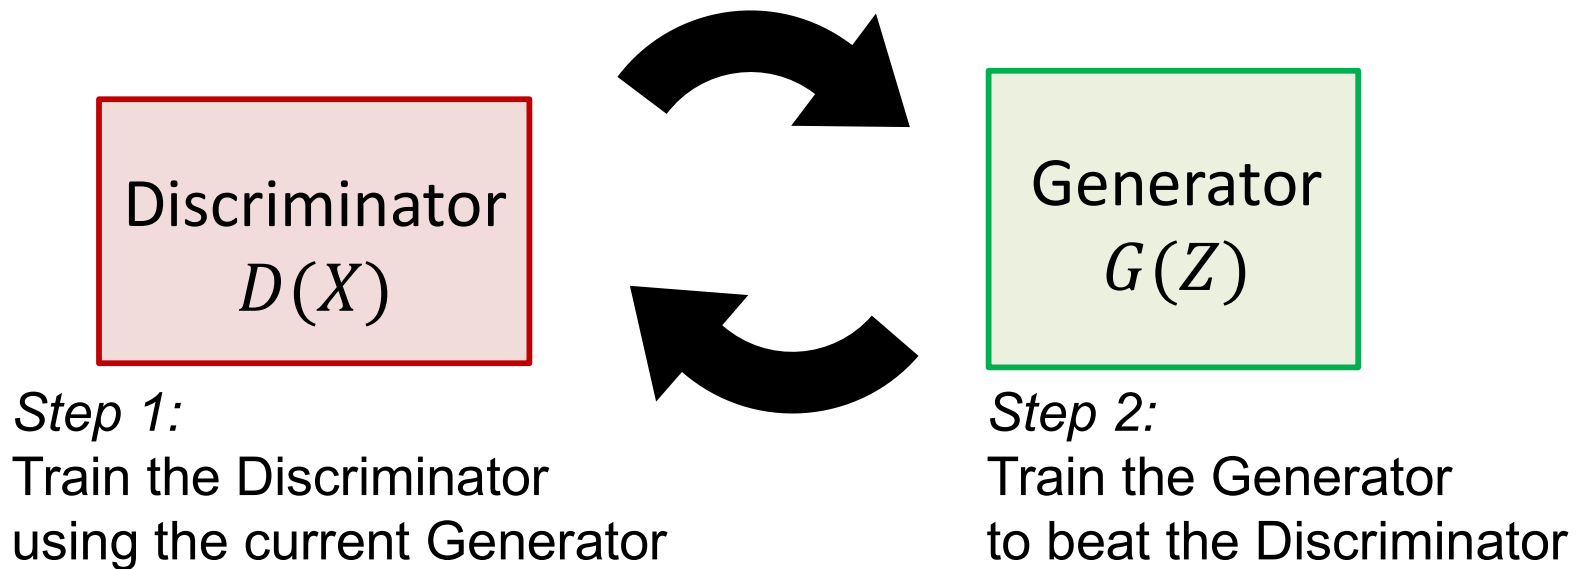 Discriminator
D(X)
Generator
G(Z)
Step 1:
Train the Discriminator
using the current Generator
Step 2:
Train the Generator
to beat the Discriminator